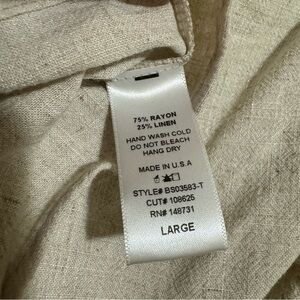 75% RAYON
25% LINEN
HAND WASH COLD
DO NOT BLEACH
HANG DRY
MADE IN U.S.A
STYLE# BS03583-T
CUT# 108625
RN# 148731
LARGE